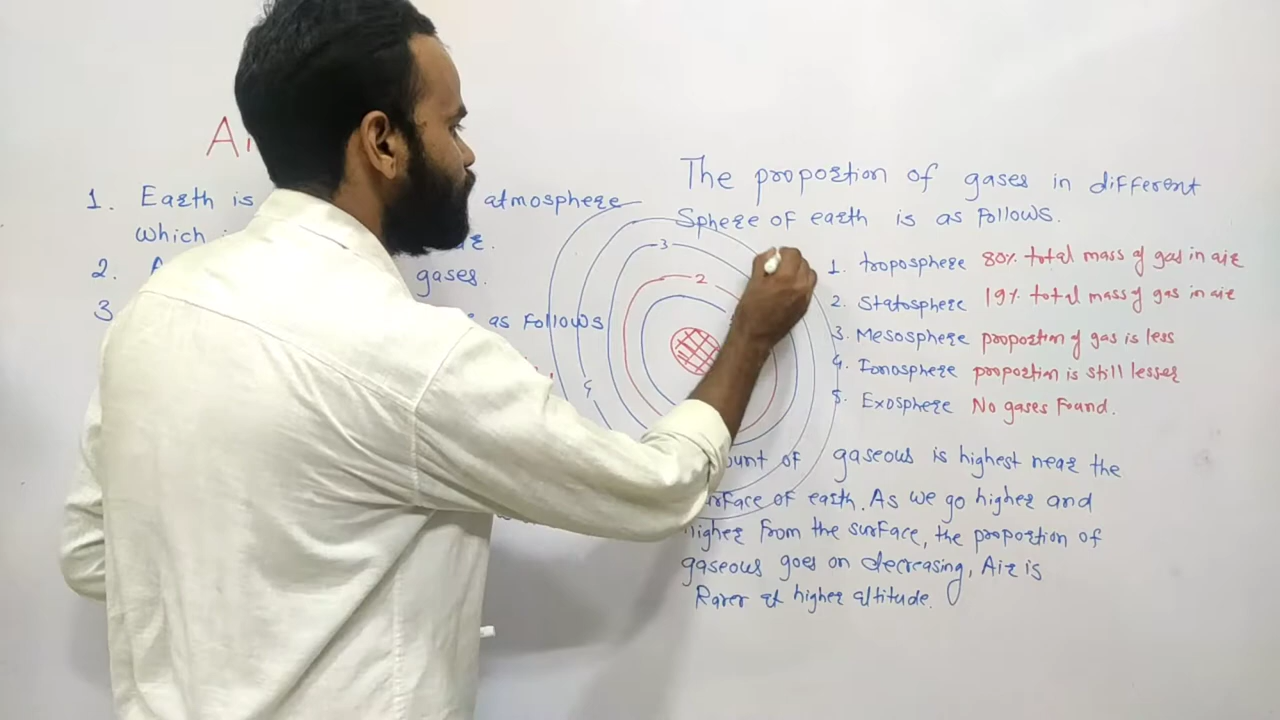 1. Earth is atmosphere
which
2. gases.
3
as follows
The proportion of gases in different
Sphere of earth is as follows.
1. troposphere 80% total mass of gas in air
2. Statosphere 19% total mass of gas in air
3. Mesosphere proportion of gas is less
4. Ionosphere proportion is still lesser
5. Exosphere No gases found.
of gaseous is highest near the
of earth. As we go higher and
higher from the surface, the proportion of
gaseous goes on decreasing, Air is
Rarer at higher altitude.
3
2
4